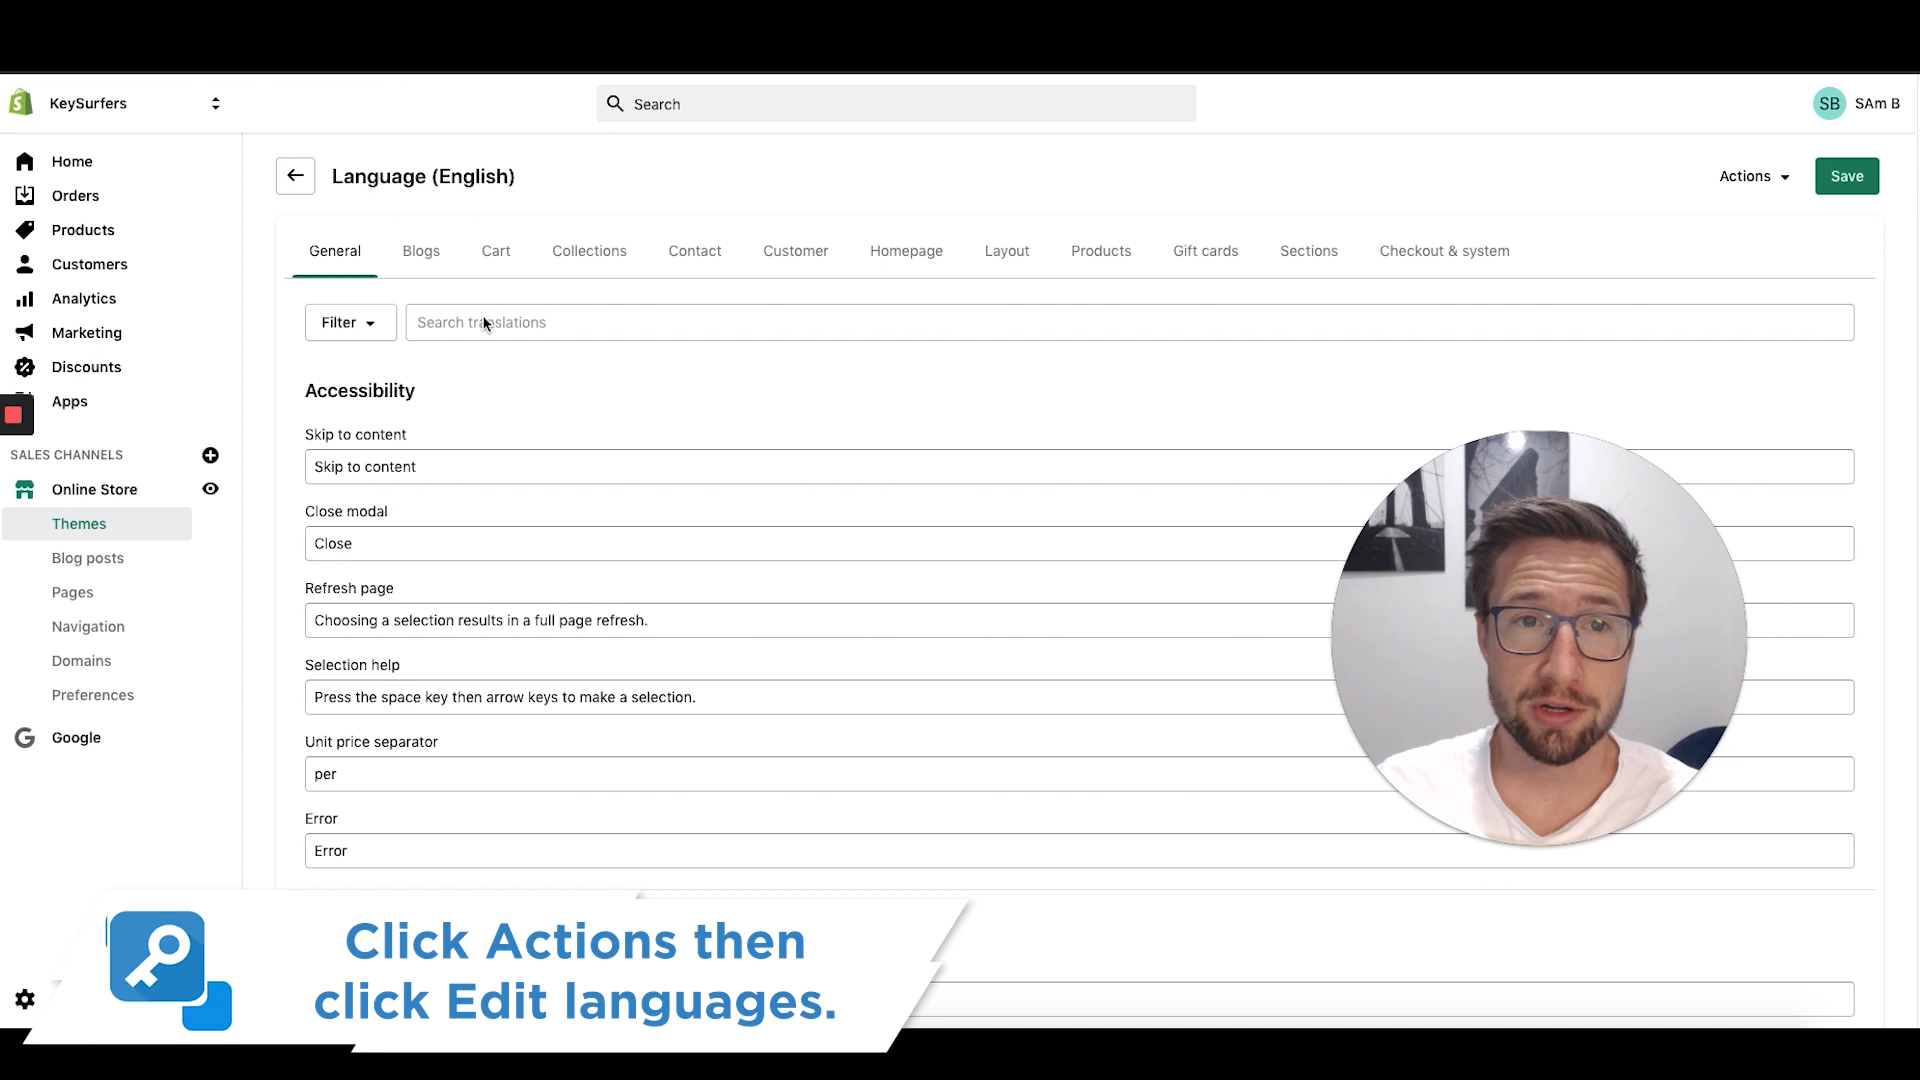 KeySurfers
Search
SB SAm B
Home
Orders
Products
Customers
Analytics
Marketing
Discounts
Apps
SALES CHANNELS
Online Store
Themes
Blog posts
Pages
Navigation
Domains
Preferences
Google
Language (English)
Actions
Save
General Blogs Cart Collections Contact Customer Homepage Layout Products Gift cards Sections Checkout & system
Filter
Search translations
Accessibility
Skip to content
Skip to content
Close modal
Close
Refresh page
Choosing a selection results in a full page refresh.
Selection help
Press the space key then arrow keys to make a selection.
Unit price separator
per
Error
Error
Click Actions then
click Edit languages.